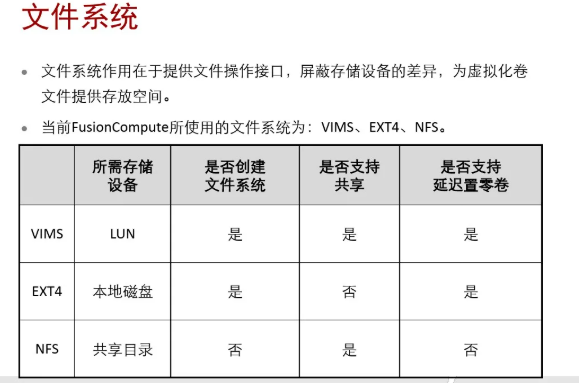 文件系统
• 文件系统作用在于提供文件操作接口，屏蔽存储设备的差异，为虚拟化卷
文件提供存放空间。
• 当前FusionCompute所使用的文件系统为：VIMS、EXT4、NFS。
所需存储设备 是否创建文件系统 是否支持共享 是否支持延迟置零卷
VIMS LUN 是 是 是
EXT4 本地磁盘 是 否 是
NFS 共享目录 否 是 否